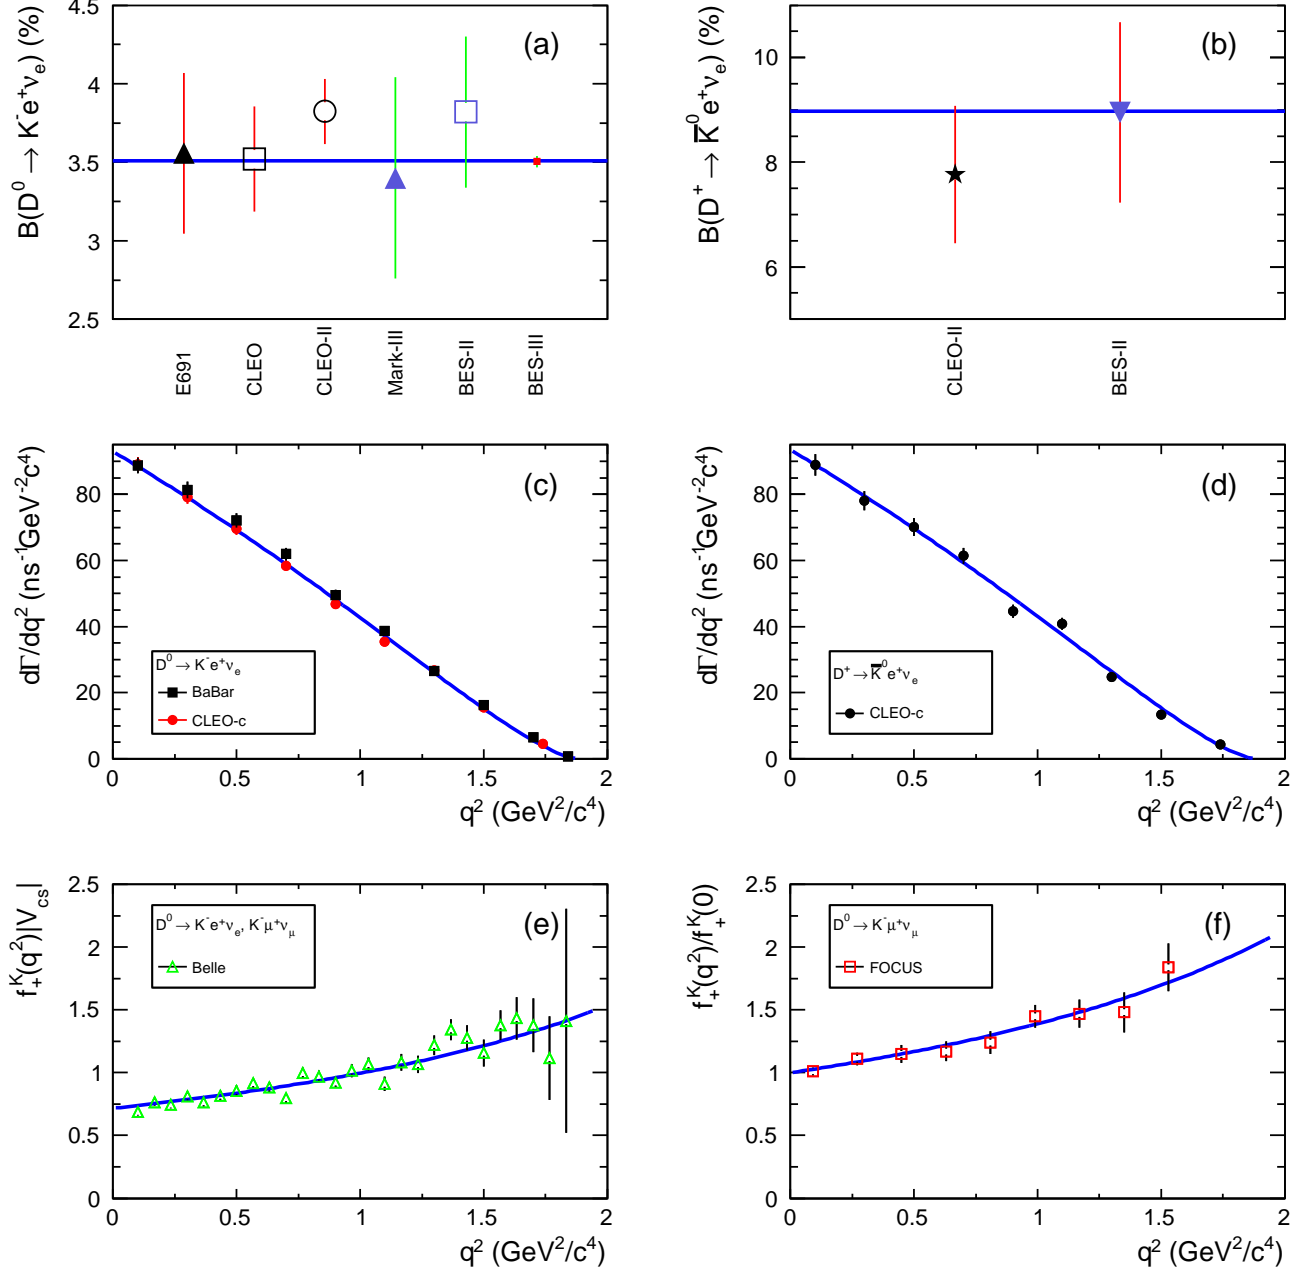 B(D⁰ → K⁻e⁺νₑ) (%)
4.5
4
3.5
3
2.5
(a)
E691
CLEO
CLEO-II
Mark-III
BES-II
BES-III
B(D⁺ → K̅⁰e⁺νₑ) (%)
10
8
6
(b)
CLEO-II
BES-II
dΓ/dq² (ns⁻¹GeV⁻²c⁴)
80
60
40
20
0
(c)
D⁰ → K⁻e⁺νₑ
BaBar
CLEO-c
0 0.5 1 1.5 2
q² (GeV²/c⁴)
dΓ/dq² (ns⁻¹GeV⁻²c⁴)
80
60
40
20
0
(d)
D⁺ → K̅⁰e⁺νₑ
CLEO-c
0 0.5 1 1.5 2
q² (GeV²/c⁴)
f₊ᴷ(q²)|V_cs|
2.5
2
1.5
1
0.5
0
(e)
D⁰ → K⁻e⁺νₑ, K⁻μ⁺ν_μ
Belle
0 0.5 1 1.5 2
q² (GeV²/c⁴)
f₊ᴷ(q²)/f₊ᴷ(0)
2.5
2
1.5
1
0.5
0
(f)
D⁰ → K⁻μ⁺ν_μ
FOCUS
0 0.5 1 1.5 2
q² (GeV²/c⁴)